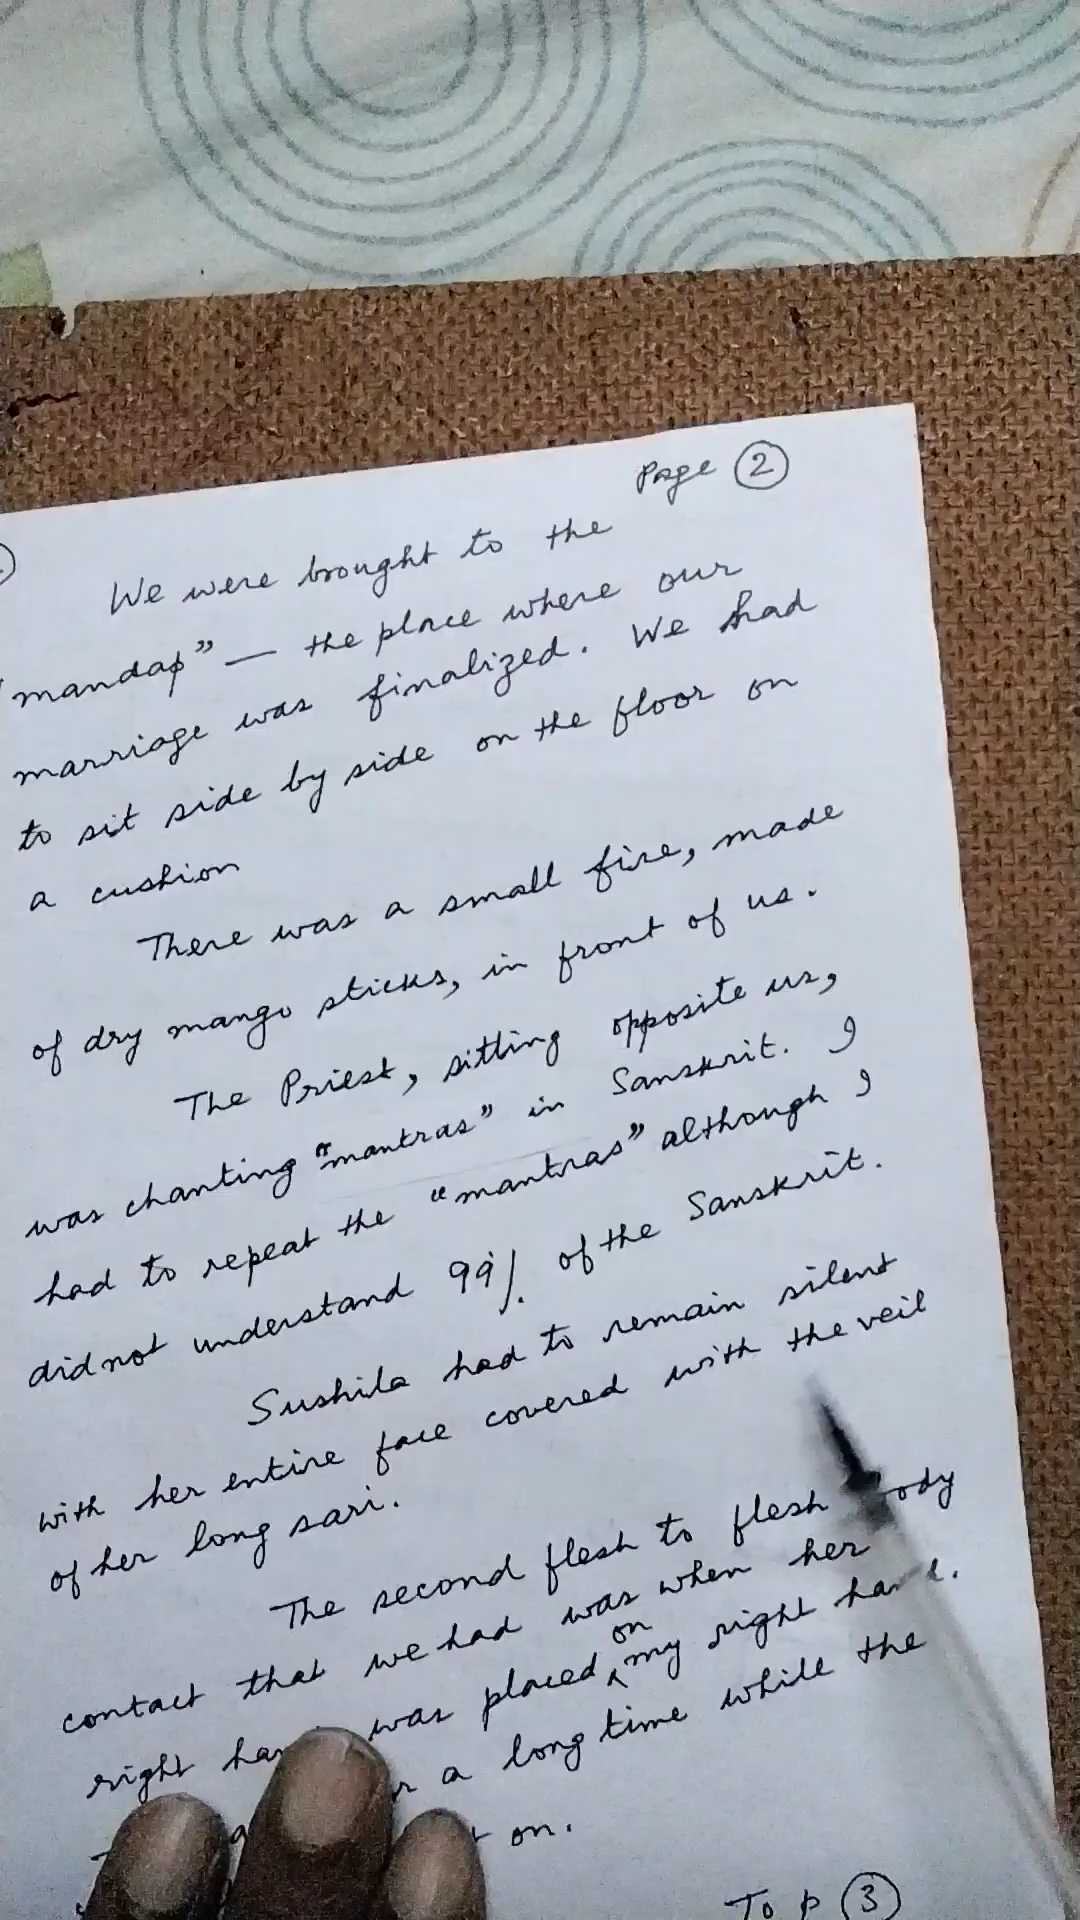 Page 2
We were brought to the
"mandap" — the place where our
marriage was finalized. We had
to sit side by side on the floor on
a cushion
There was a small fire, made
of dry mango sticks, in front of us.
The Priest, sitting opposite us,
was chanting "mantras" in Sanskrit. I
had to repeat the "mantras" although I
did not understand 99% of the Sanskrit.
Sushila had to remain silent
with her entire face covered with the veil
of her long sari.
The second flesh to flesh body
contact that we had was when her
right hand was placed on my right hand.
a long time while the
on.
To p 3